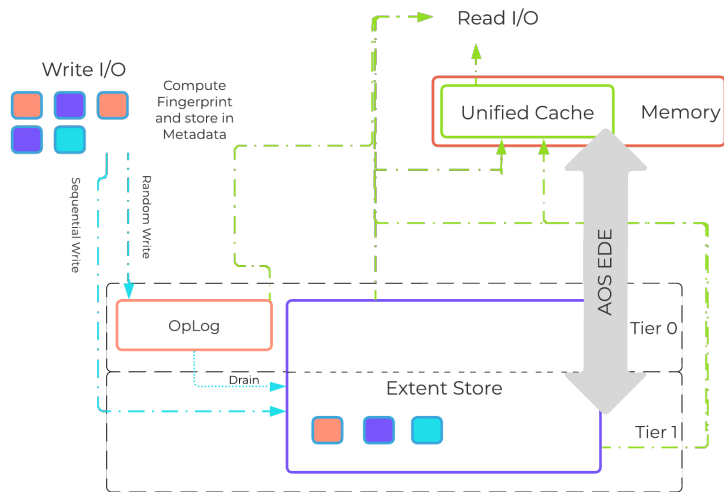 Read I/O
Write I/O
Compute
Fingerprint
and store in
Metadata
Unified Cache
Memory
Sequential Write
Random Write
AOS EDE
OpLog
Tier 0
Drain
Extent Store
Tier 1